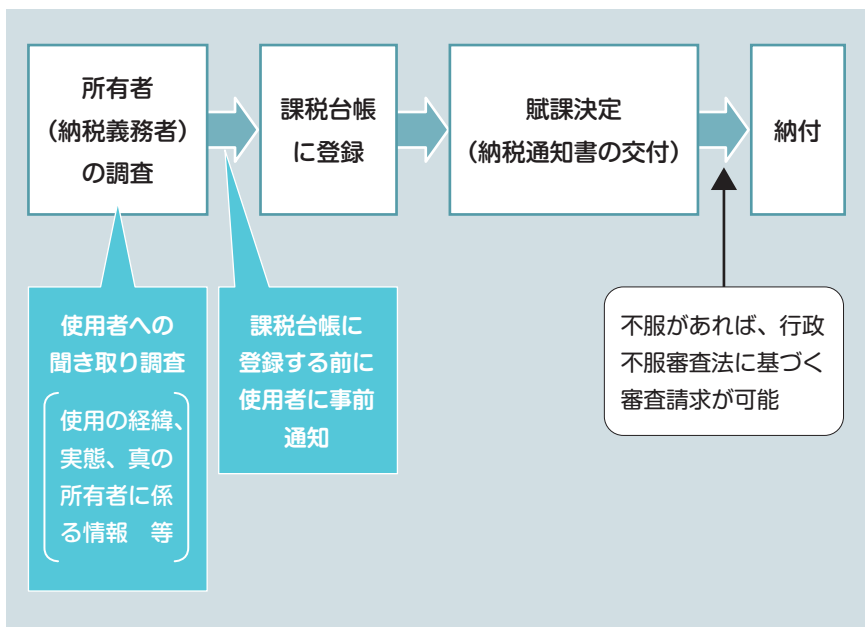 所有者
（納税義務者）
の調査
課税台帳
に登録
賦課決定
（納税通知書の交付）
納付
使用者への
聞き取り調査
使用の経緯、
実態、真の
所有者に係
る情報　等
課税台帳に
登録する前に
使用者に事前
通知
不服があれば、行政
不服審査法に基づく
審査請求が可能